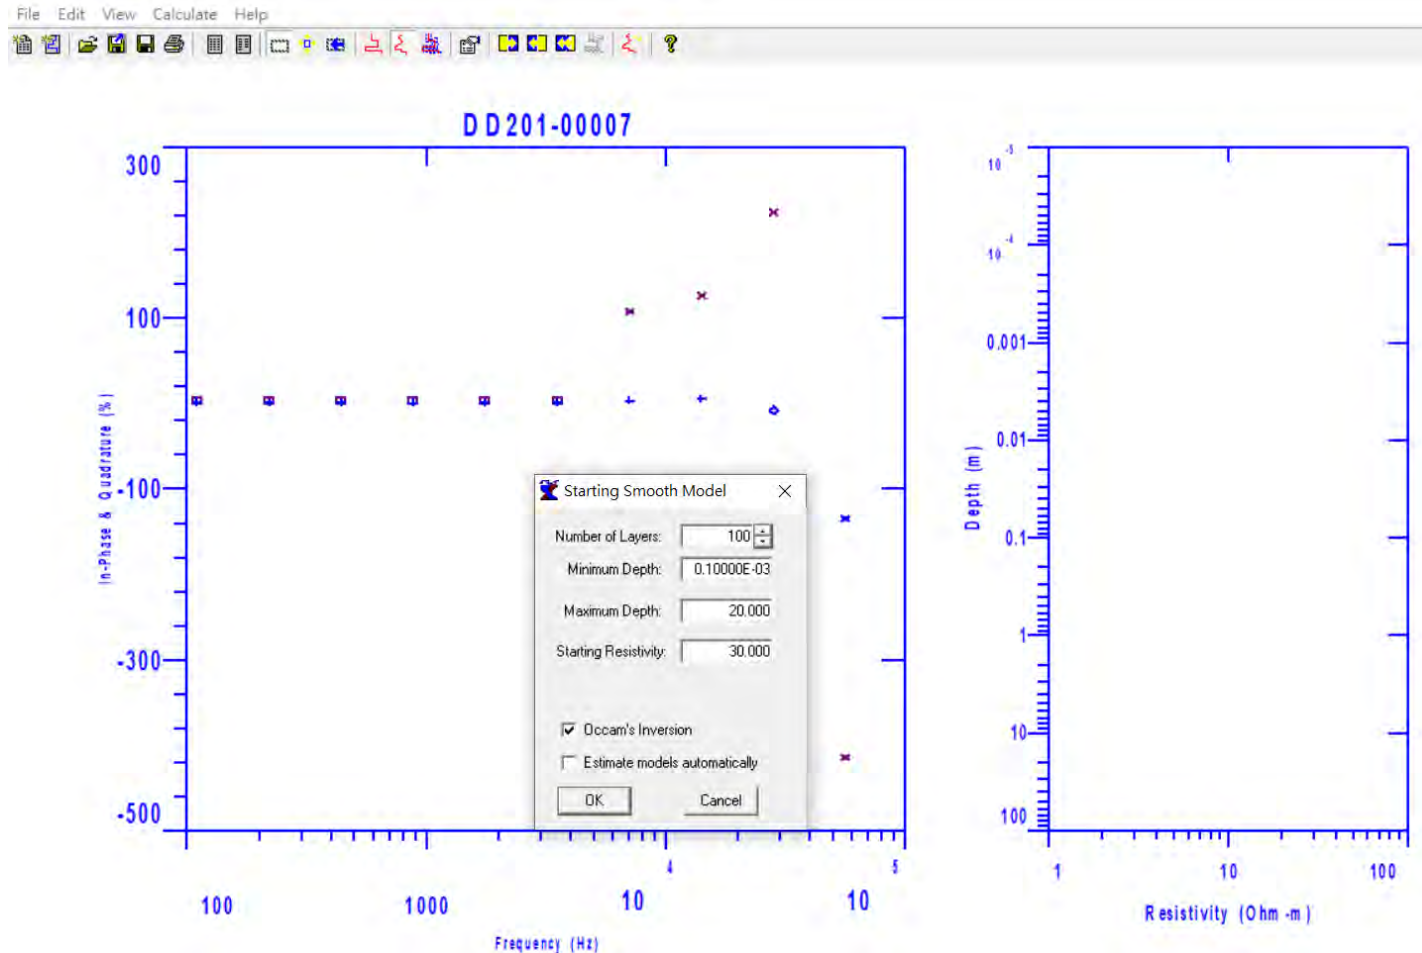 File Edit View Calculate Help
DD201-00007
300
100
-100
-300
-500
In-Phase & Quadrature (%)
100
1000
10 4
10 5
Frequency (Hz)
Starting Smooth Model
Number of Layers: 100
Minimum Depth: 0.10000E-03
Maximum Depth: 20.000
Starting Resistivity: 30.000
Occam's Inversion
Estimate models automatically
OK Cancel
10 -5
10 -4
0.001
0.01
0.1
1
10
100
Depth (m)
1
10
100
Resistivity (Ohm-m)